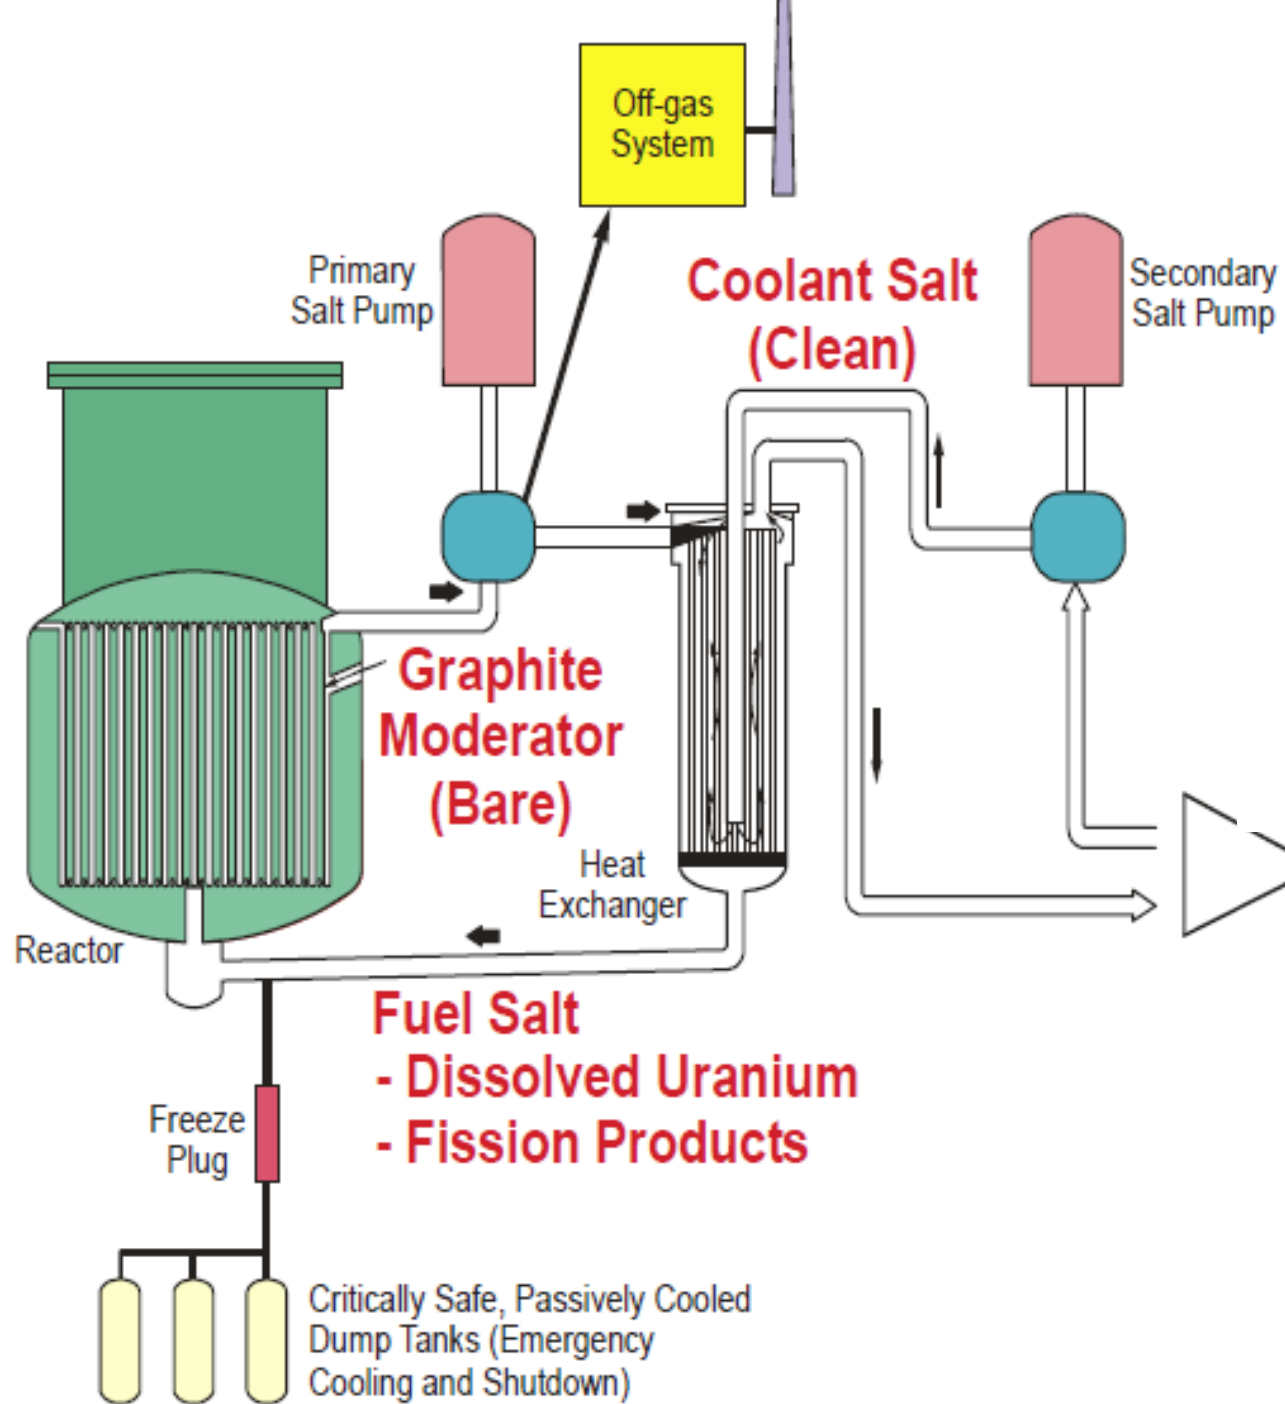 Off-gas
System
Primary
Salt Pump
Coolant Salt
(Clean)
Secondary
Salt Pump
Graphite
Moderator
(Bare)
Heat
Exchanger
Reactor
Fuel Salt
- Dissolved Uranium
- Fission Products
Freeze
Plug
Critically Safe, Passively Cooled
Dump Tanks (Emergency
Cooling and Shutdown)